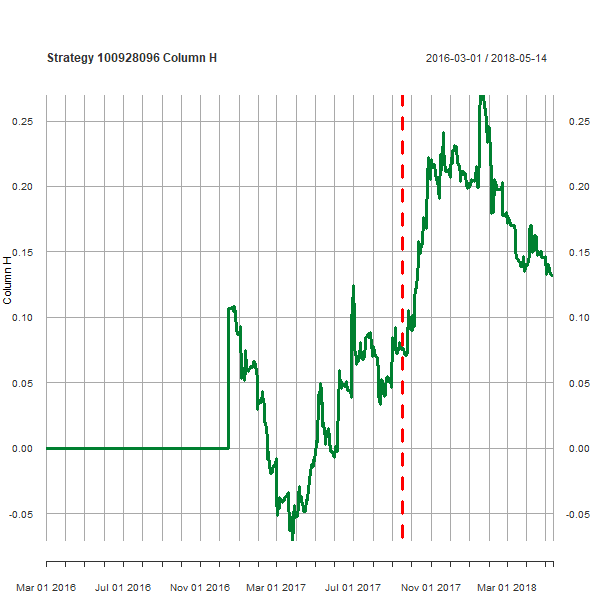 Strategy 100928096 Column H
2016-03-01 / 2018-05-14
0.25
0.25
0.20
0.20
0.15
0.15
Column H
0.10
0.10
0.05
0.05
0.00
0.00
-0.05
-0.05
Mar 01 2016
Jul 01 2016
Nov 01 2016
Mar 01 2017
Jul 01 2017
Nov 01 2017
Mar 01 2018